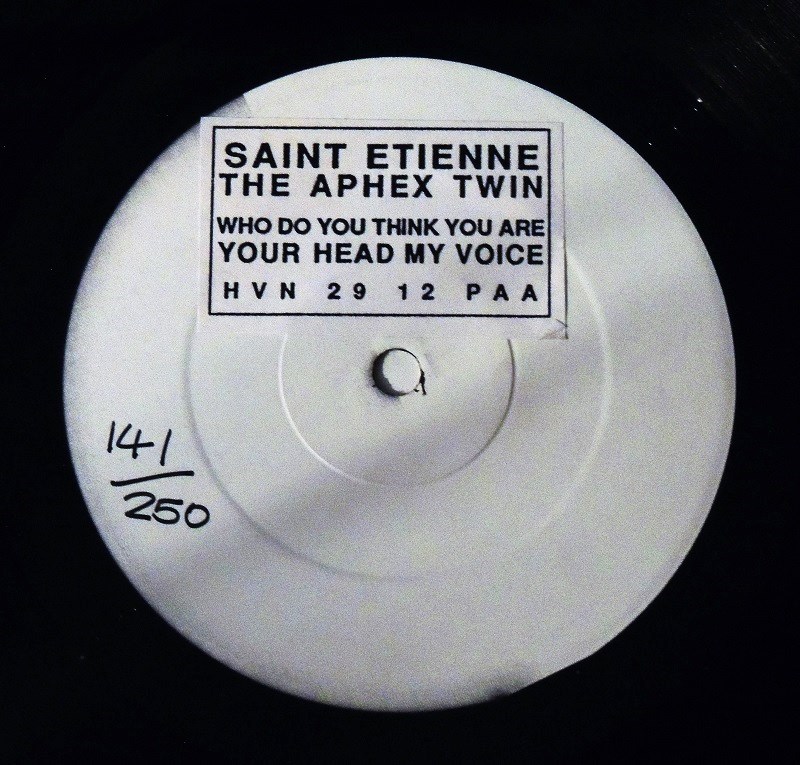 SAINT ETIENNE
THE APHEX TWIN
WHO DO YOU THINK YOU ARE
YOUR HEAD MY VOICE
HVN 29 12 PAA
141
250